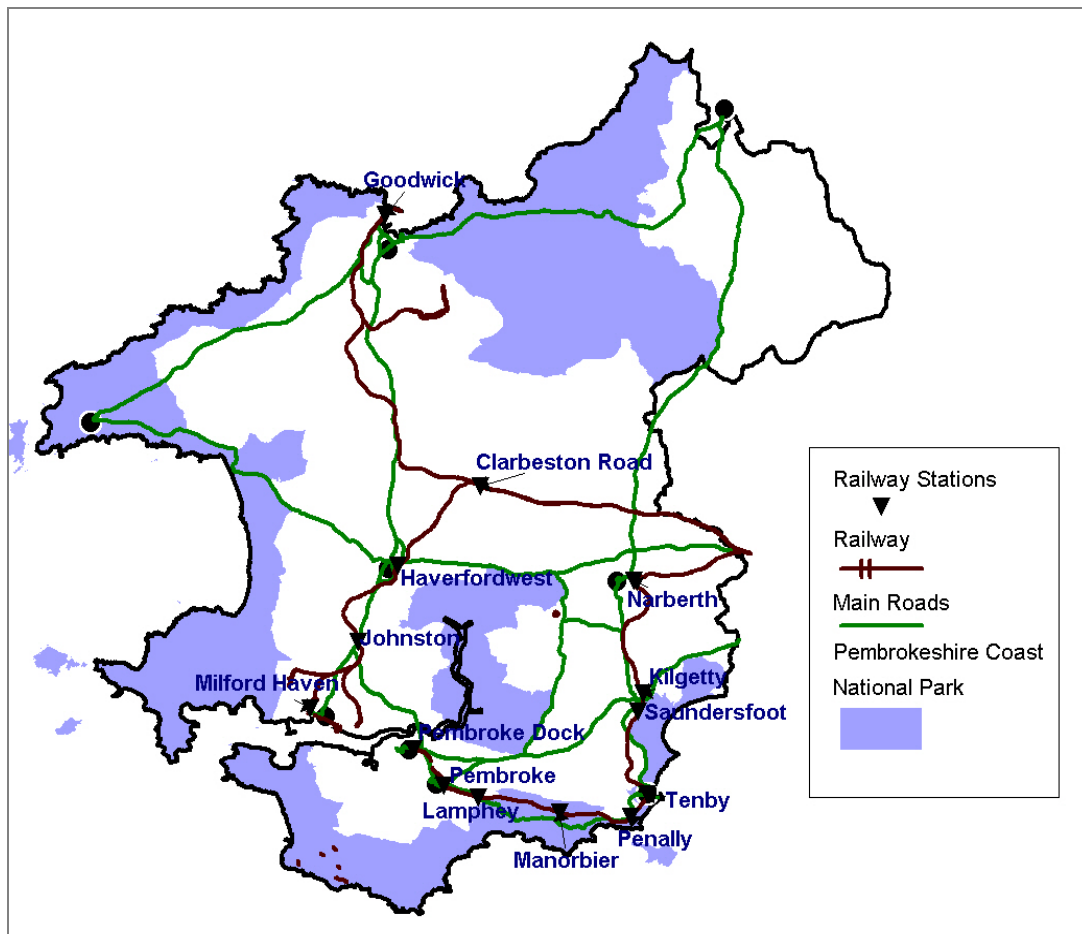 Goodwick
Clarbeston Road
Haverfordwest
Narberth
Johnston
Milford Haven
Kilgetty
Saundersfoot
Pembroke Dock
Pembroke
Lamphey
Tenby
Penally
Manorbier
Railway Stations
Railway
Main Roads
Pembrokeshire Coast
National Park